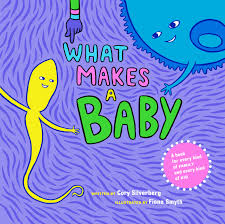 WHAT
MAKES
A
BABY
A book
for every kind
of family
and every kind
of kid
WRITTEN BY Cory Silverberg
ILLUSTRATED BY Fiona Smyth